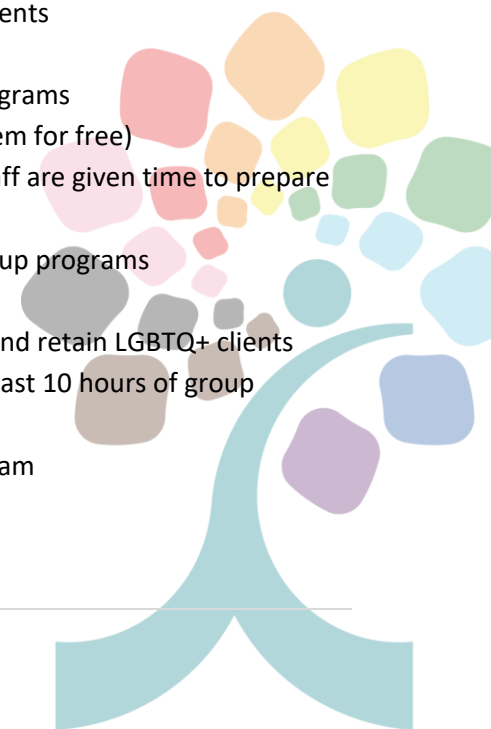 ents
grams
em for free)
ff are given time to prepare
up programs
nd retain LGBTQ+ clients
ast 10 hours of group
am